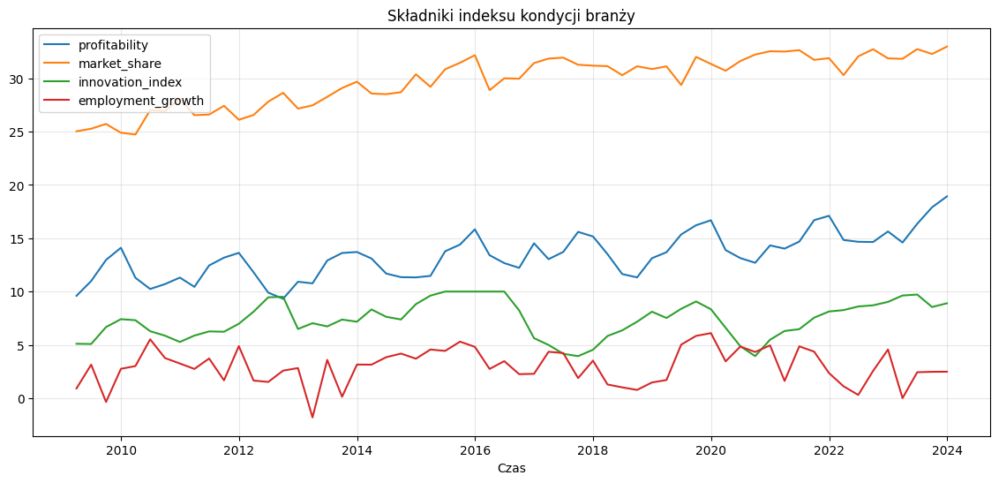 Składniki indeksu kondycji branży
profitability
market_share
innovation_index
employment_growth
30
25
20
15
10
5
0
2010 2012 2014 2016 2018 2020 2022 2024
Czas